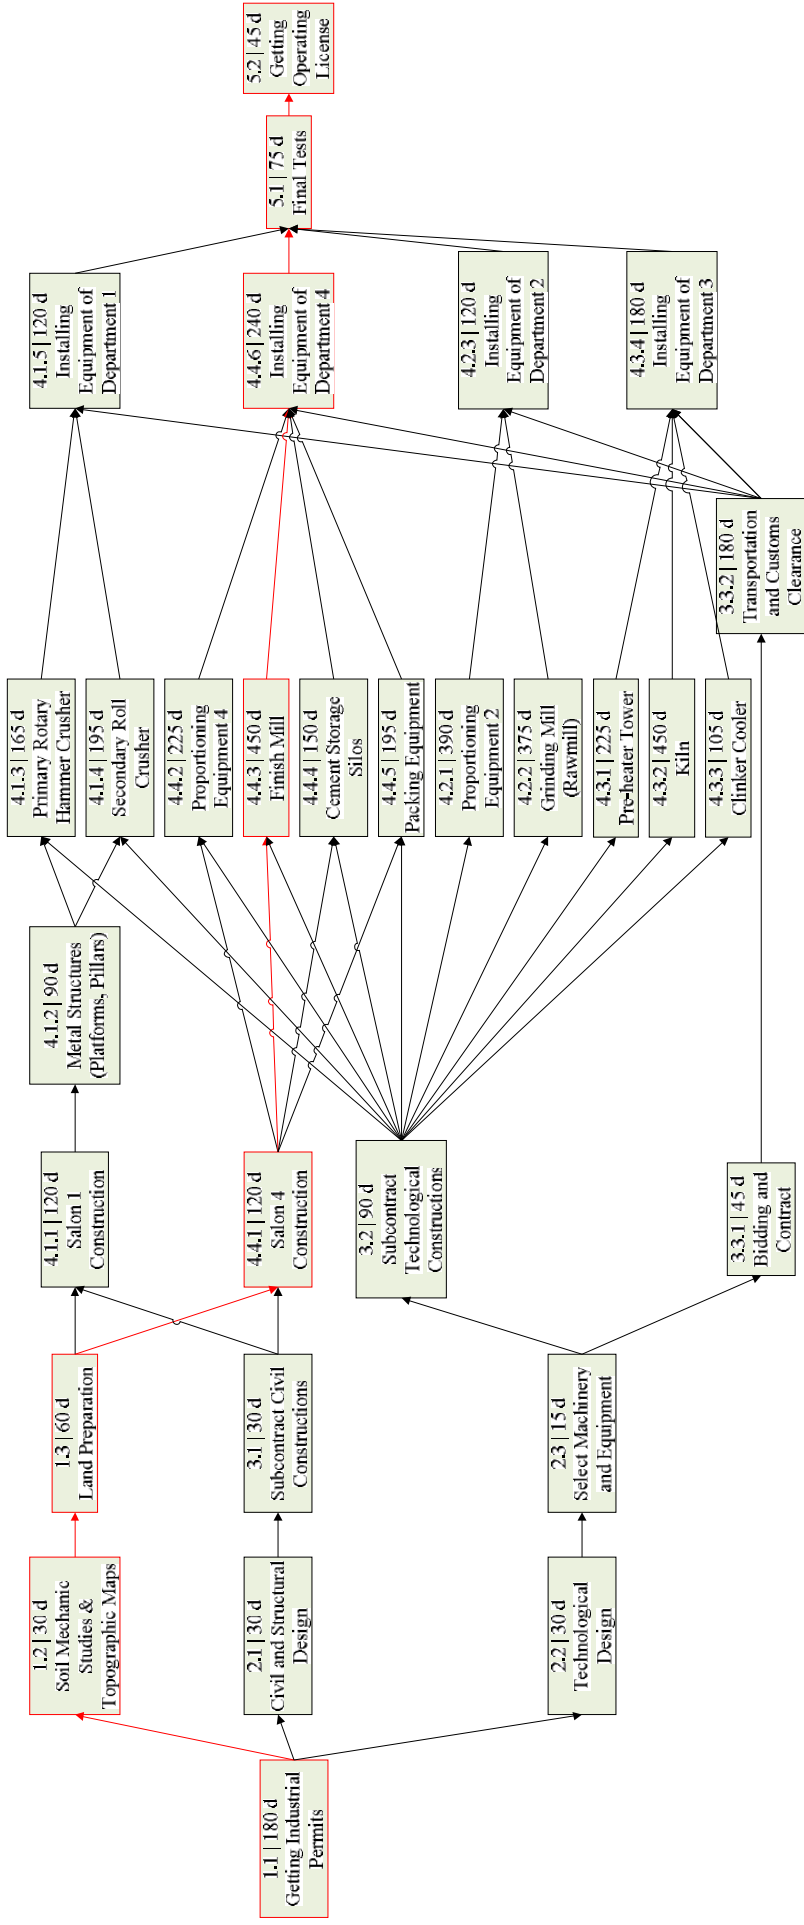 1.1 | 180 d
Getting Industrial
Permits
1.2 | 30 d
Soil Mechanic
Studies &
Topographic Maps
2.1 | 30 d
Civil and Structural
Design
2.2 | 30 d
Technological
Design
1.3 | 60 d
Land Preparation
3.1 | 30 d
Subcontract Civil
Constructions
2.3 | 15 d
Select Machinery
and Equipment
4.1.1 | 120 d
Salon 1
Construction
4.4.1 | 120 d
Salon 4
Construction
3.2 | 90 d
Subcontract
Technological
Constructions
3.3.1 | 45 d
Bidding and
Contract
4.1.2 | 90 d
Metal Structures
(Platforms, Pillars)
4.1.3 | 165 d
Primary Rotary
Hammer Crusher
4.1.4 | 195 d
Secondary Roll
Crusher
4.4.2 | 225 d
Proportioning
Equipment 4
4.4.3 | 450 d
Finish Mill
4.4.4 | 150 d
Cement Storage
Silos
4.4.5 | 195 d
Packing Equipment
4.2.1 | 390 d
Proportioning
Equipment 2
4.2.2 | 375 d
Grinding Mill
(Rawmill)
4.3.1 | 225 d
Pre-heater Tower
4.3.2 | 450 d
Kiln
4.3.3 | 105 d
Clinker Cooler
3.3.2 | 180 d
Transportation
and Customs
Clearance
4.1.5 | 120 d
Installing
Equipment of
Department 1
4.4.6 | 240 d
Installing
Equipment of
Department 4
4.2.3 | 120 d
Installing
Equipment of
Department 2
4.3.4 | 180 d
Installing
Equipment of
Department 3
5.1 | 75 d
Final Tests
5.2 | 45 d
Getting
Operating
License